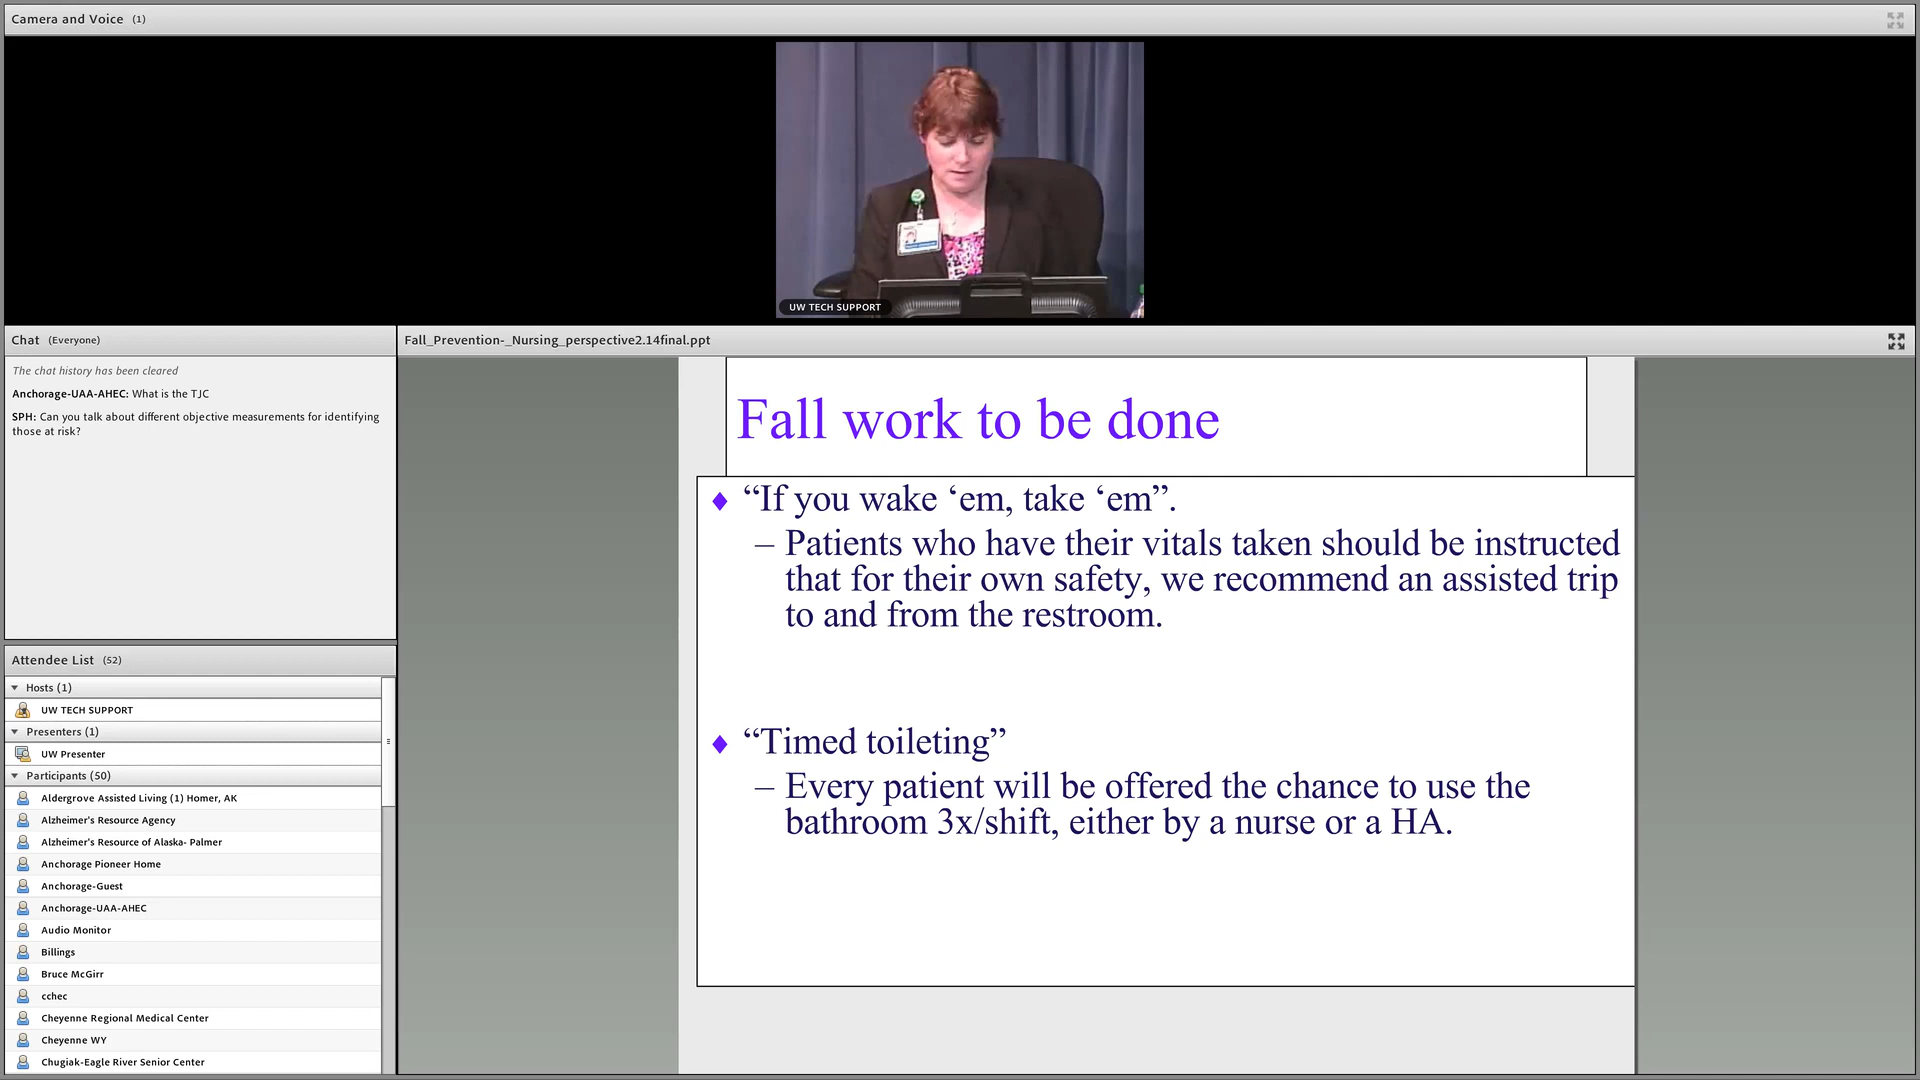 Camera and Voice (1)
UW TECH SUPPORT
Chat (Everyone)
The chat history has been cleared
Anchorage-UAA-AHEC: What is the TJC
SPH: Can you talk about different objective measurements for identifying
those at risk?
Attendee List (52)
Hosts (1)
UW TECH SUPPORT
Presenters (1)
UW Presenter
Participants (50)
Aldergrove Assisted Living (1) Homer, AK
Alzheimer's Resource Agency
Alzheimer's Resource of Alaska- Palmer
Anchorage Pioneer Home
Anchorage-Guest
Anchorage-UAA-AHEC
Audio Monitor
Billings
Bruce McGirr
cchec
Cheyenne Regional Medical Center
Cheyenne WY
Chugiak-Eagle River Senior Center
Fall_Prevention-_Nursing_perspective2.14final.ppt
Fall work to be done
♦ “If you wake ‘em, take ‘em”.
– Patients who have their vitals taken should be instructed
that for their own safety, we recommend an assisted trip
to and from the restroom.
♦ “Timed toileting”
– Every patient will be offered the chance to use the
bathroom 3x/shift, either by a nurse or a HA.